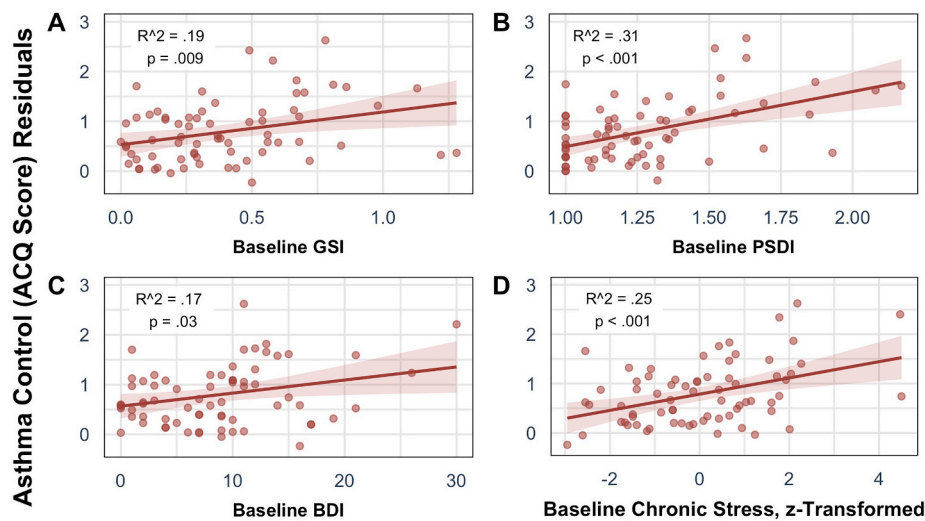 Asthma Control (ACQ Score) Residuals
A
3
2
1
0
R^2 = .19
p = .009
0.0 0.5 1.0
Baseline GSI
B
3
2
1
0
R^2 = .31
p < .001
1.00 1.25 1.50 1.75 2.00
Baseline PSDI
C
3
2
1
0
R^2 = .17
p = .03
0 10 20 30
Baseline BDI
D
3
2
1
0
R^2 = .25
p < .001
-2 0 2 4
Baseline Chronic Stress, z-Transformed